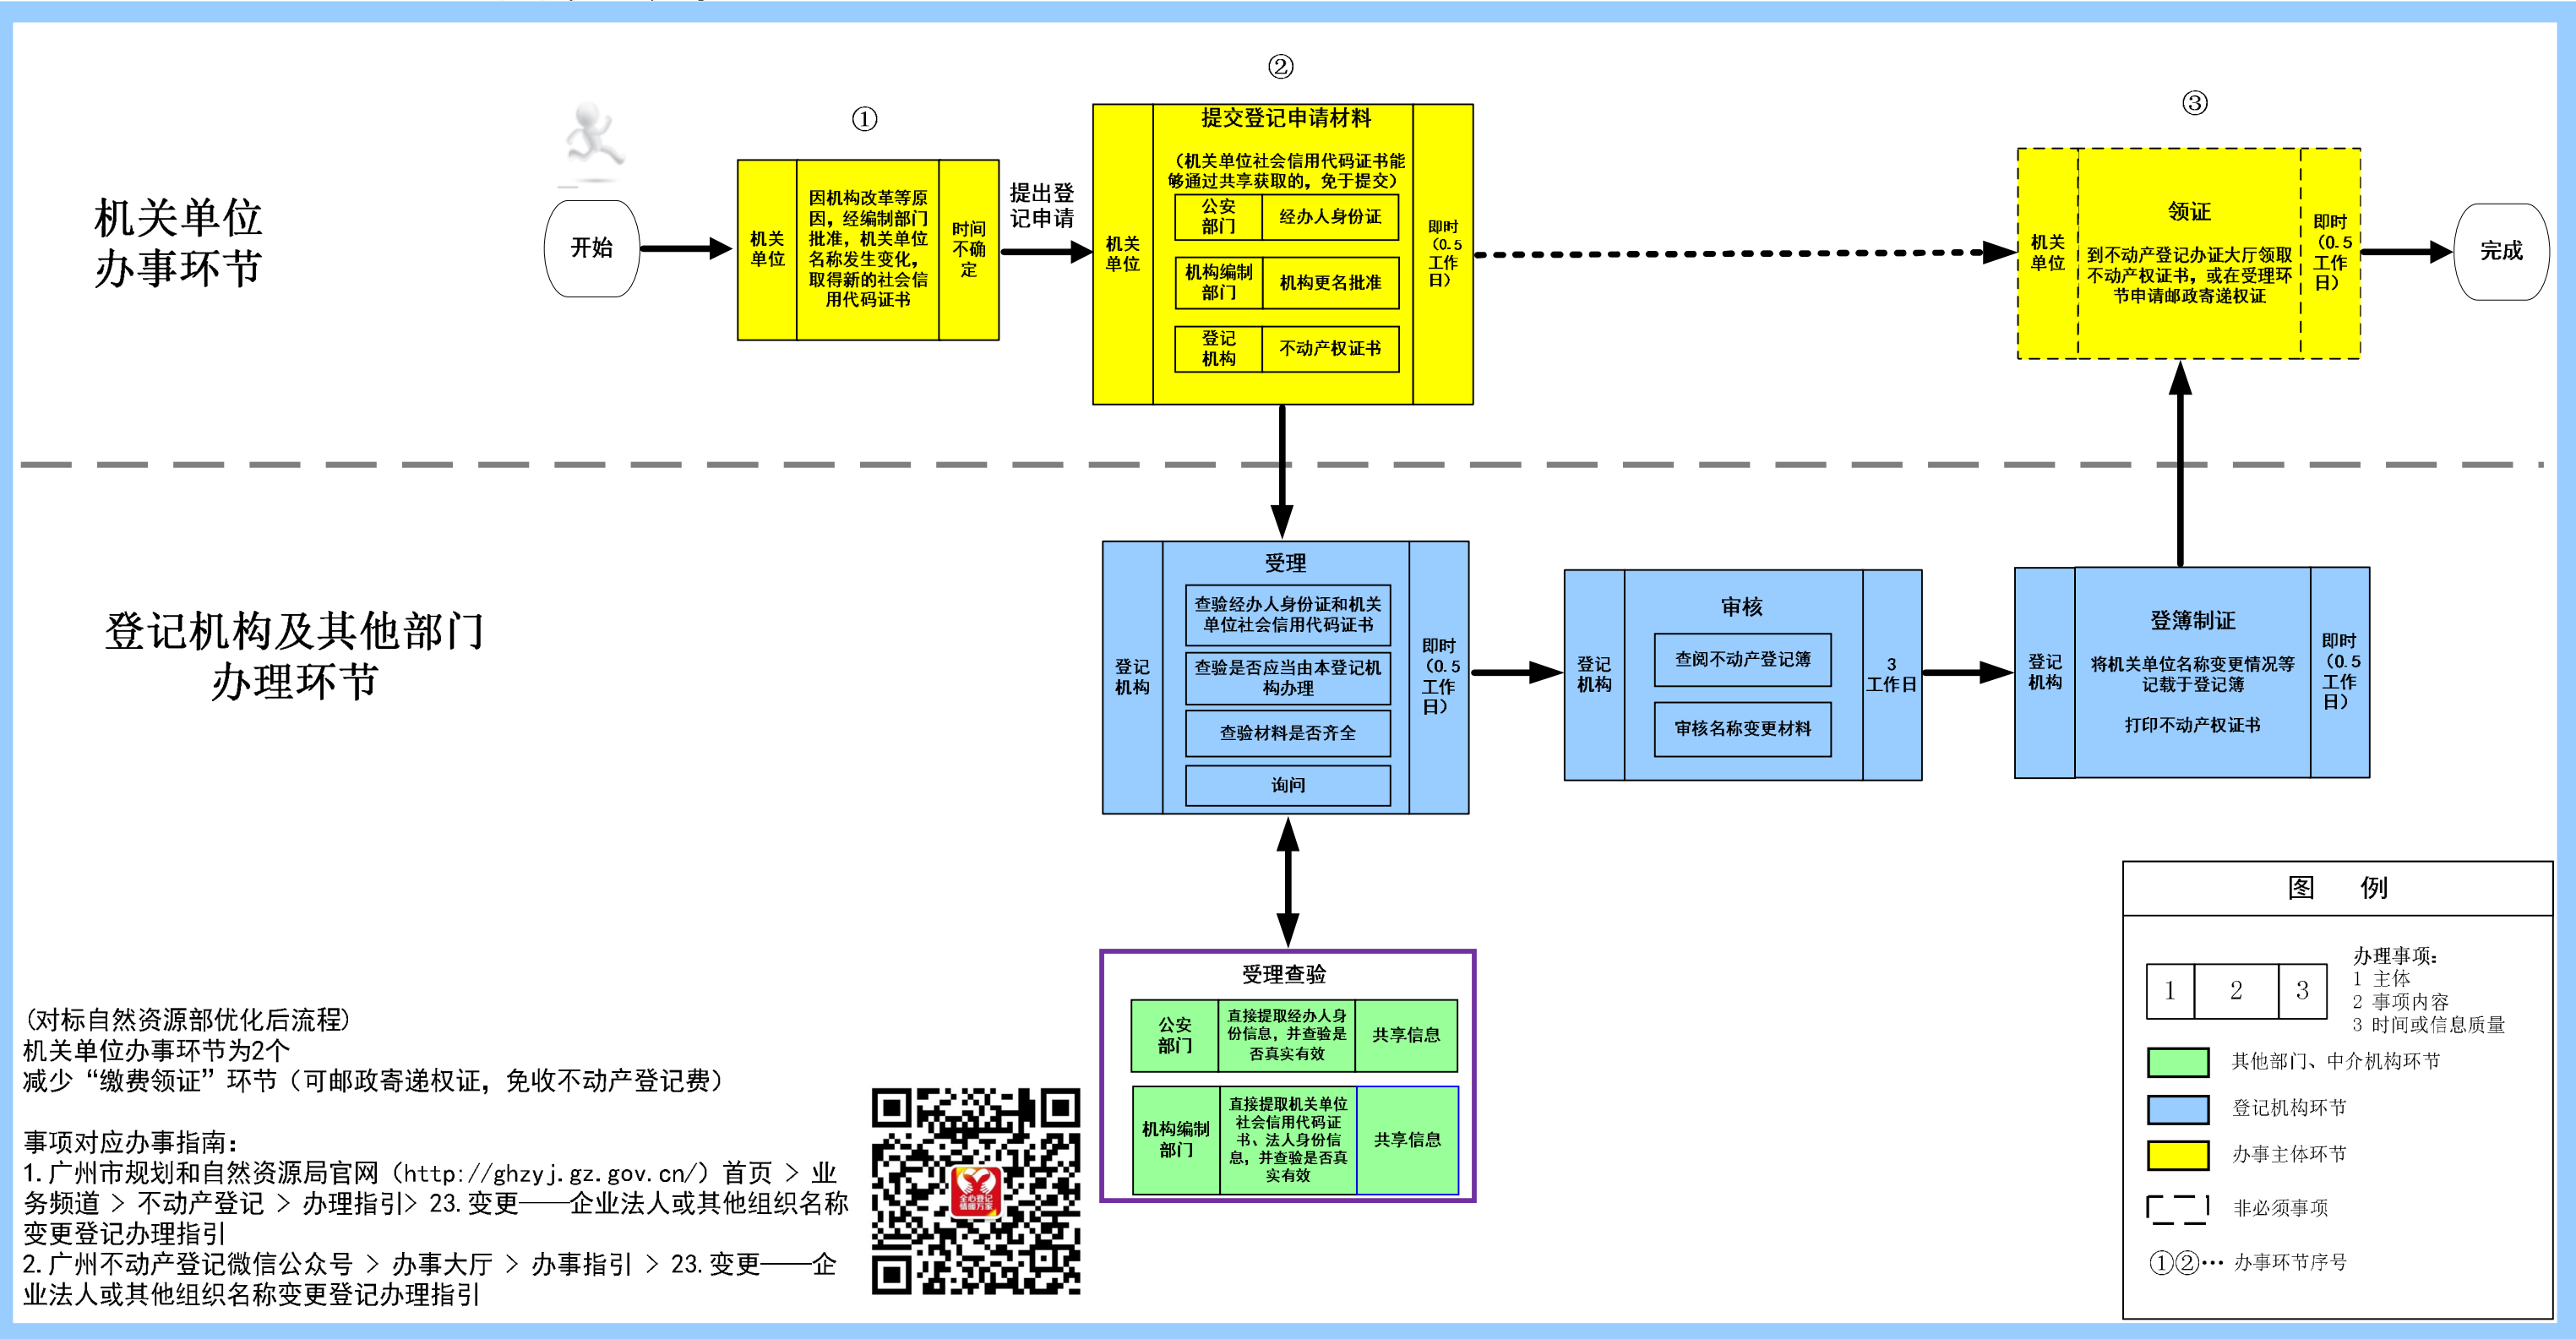 机关单位
办事环节
开始
①
机关
单位
因机构改革等原
因，经编制部门
批准，机关单位
名称发生变化，
取得新的社会信
用代码证书
时间
不确
定
提出登
记申请
②
机关
单位
提交登记申请材料
（机关单位社会信用代码证书能
够通过共享获取的，免于提交）
公安
部门
经办人身份证
机构编制
部门
机构更名批准
登记
机构
不动产权证书
即时
（0.5
工作
日）
③
机关
单位
领证
到不动产登记办证大厅领取
不动产权证书，或在受理环
节申请邮政寄递权证
即时
（0.5
工作
日）
完成
登记机构及其他部门
办理环节
登记
机构
受理
查验经办人身份证和机关
单位社会信用代码证书
查验是否应当由本登记机
构办理
查验材料是否齐全
询问
即时
（0.5
工作
日）
登记
机构
审核
查阅不动产登记簿
审核名称变更材料
3
工作日
登记
机构
登簿制证
将机关单位名称变更情况等
记载于登记簿
打印不动产权证书
即时
（0.5
工作
日）
受理查验
公安
部门
直接提取经办人身
份信息，并查验是
否真实有效
共享信息
机构编制
部门
直接提取机关单位
社会信用代码证
书、法人身份信
息，并查验是否真
实有效
共享信息
(对标自然资源部优化后流程)
机关单位办事环节为2个
减少“缴费领证”环节（可邮政寄递权证，免收不动产登记费）
事项对应办事指南：
1.广州市规划和自然资源局官网（http://ghzyj.gz.gov.cn/）首页 > 业
务频道 > 不动产登记 > 办理指引> 23.变更——企业法人或其他组织名称
变更登记办理指引
2.广州不动产登记微信公众号 > 办事大厅 > 办事指引 > 23.变更——企
业法人或其他组织名称变更登记办理指引
全心登记
情暖万家
图 例
1 2 3
办理事项：
1 主体
2 事项内容
3 时间或信息质量
其他部门、中介机构环节
登记机构环节
办事主体环节
非必须事项
①②… 办事环节序号